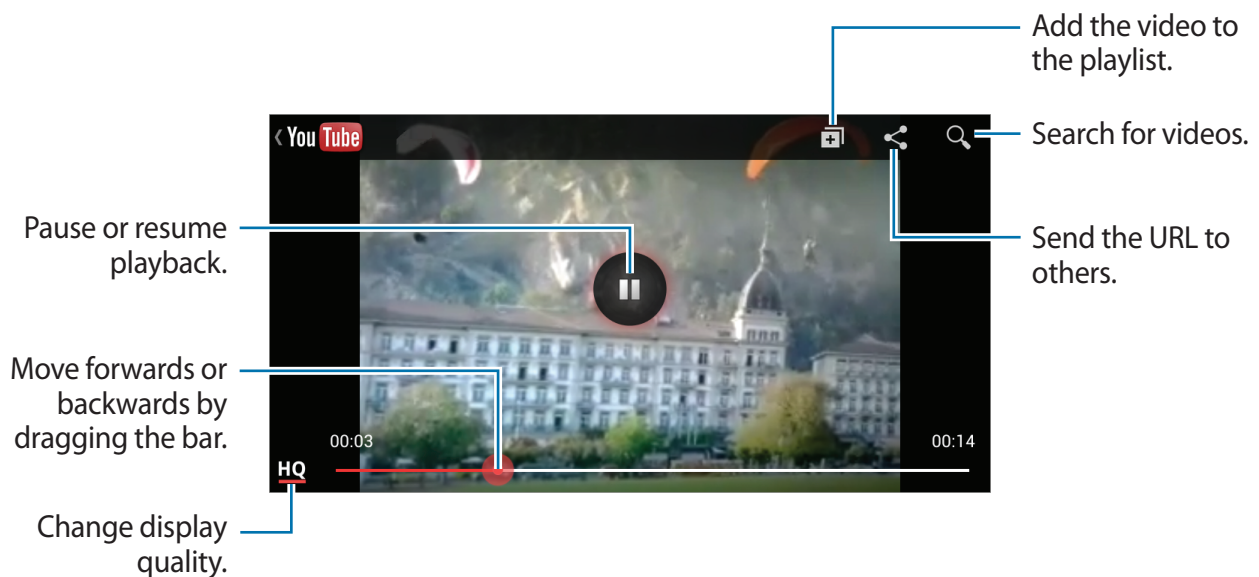 Add the video to
the playlist.
You Tube
Search for videos.
Pause or resume
playback.
Send the URL to
others.
Move forwards or
backwards by
dragging the bar.
00:03
00:14
HQ
Change display
quality.